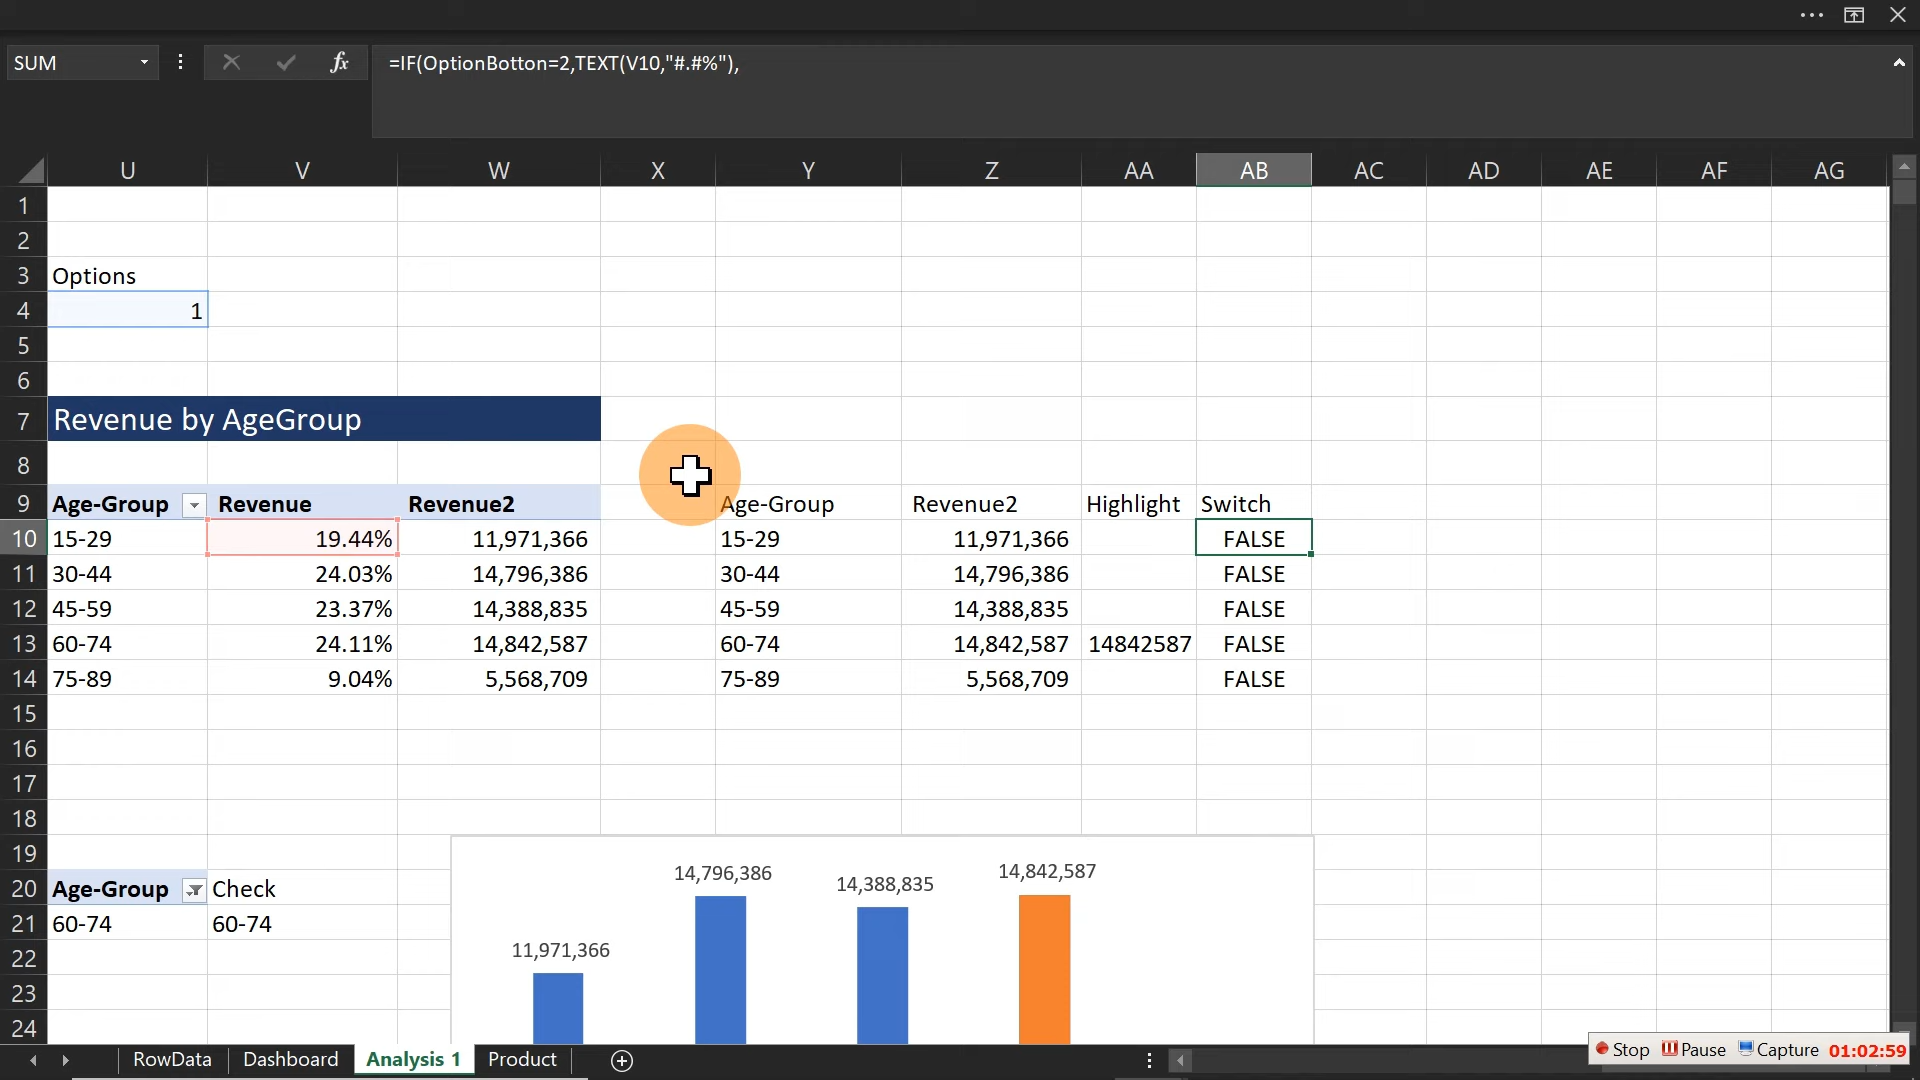 SUM
fx
=IF(OptionBotton=2,TEXT(V10,"#.#%"),
U V W X Y Z AA AB AC AD AE AF AG
1
2
3 Options
4 1
5
6
7 Revenue by AgeGroup
8
9 Age-Group Revenue Revenue2 Age-Group Revenue2 Highlight Switch
10 15-29 19.44% 11,971,366 15-29 11,971,366 FALSE
11 30-44 24.03% 14,796,386 30-44 14,796,386 FALSE
12 45-59 23.37% 14,388,835 45-59 14,388,835 FALSE
13 60-74 24.11% 14,842,587 60-74 14,842,587 14842587 FALSE
14 75-89 9.04% 5,568,709 75-89 5,568,709 FALSE
15
16
17
18
19
14,796,386 14,388,835 14,842,587
20 Age-Group Check
21 60-74 60-74
11,971,366
22
23
24
RowData Dashboard Analysis 1 Product
Stop Pause Capture 01:02:59